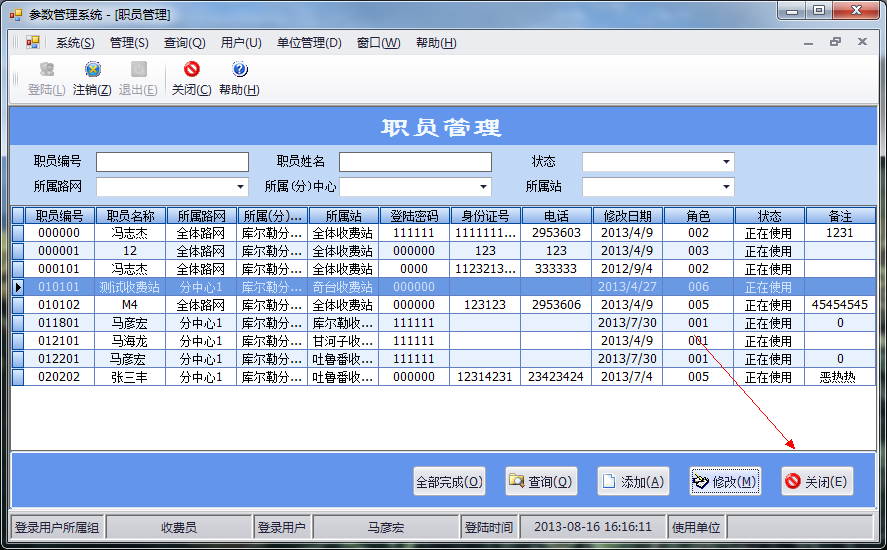 参数管理系统 - [职员管理]
系统(S) 管理(S) 查询(Q) 用户(U) 单位管理(D) 窗口(W) 帮助(H)
登陆(L) 注销(Z) 退出(E) 关闭(C) 帮助(H)
职员管理
职员编号 职员姓名 状态
所属路网 所属(分)中心 所属站
职员编号 职员名称 所属路网 所属(分)... 所属站 登陆密码 身份证号 电话 修改日期 角色 状态 备注
000000 冯志杰 全体路网 库尔勒分... 全体收费站 111111 1111111... 2953603 2013/4/9 002 正在使用 1231
000001 12 全体路网 库尔勒分... 全体收费站 000000 123 123 2013/4/9 003 正在使用
000101 冯志杰 全体路网 库尔勒分... 全体收费站 0000 1123213... 333333 2012/9/4 002 正在使用
010101 测试收费站 分中心1 库尔勒分... 奇台收费站 000000 2013/4/27 006 正在使用
010102 M4 全体路网 库尔勒分... 全体收费站 000000 123123 2953606 2013/4/9 005 正在使用 45454545
011801 马彦宏 分中心1 库尔勒分... 库尔勒收... 111111 2013/7/30 001 正在使用 0
012101 马海龙 分中心1 库尔勒分... 甘河子收... 111111 2013/4/9 001 正在使用
012201 马彦宏 分中心1 库尔勒分... 吐鲁番收... 111111 2013/7/30 001 正在使用 0
020202 张三丰 分中心1 库尔勒分... 吐鲁番收... 000000 12314231 23423424 2013/7/4 005 正在使用 恶热热
全部完成(O) 查询(Q) 添加(A) 修改(M) 关闭(E)
登录用户所属组 收费员 登录用户 马彦宏 登陆时间 2013-08-16 16:16:11 使用单位